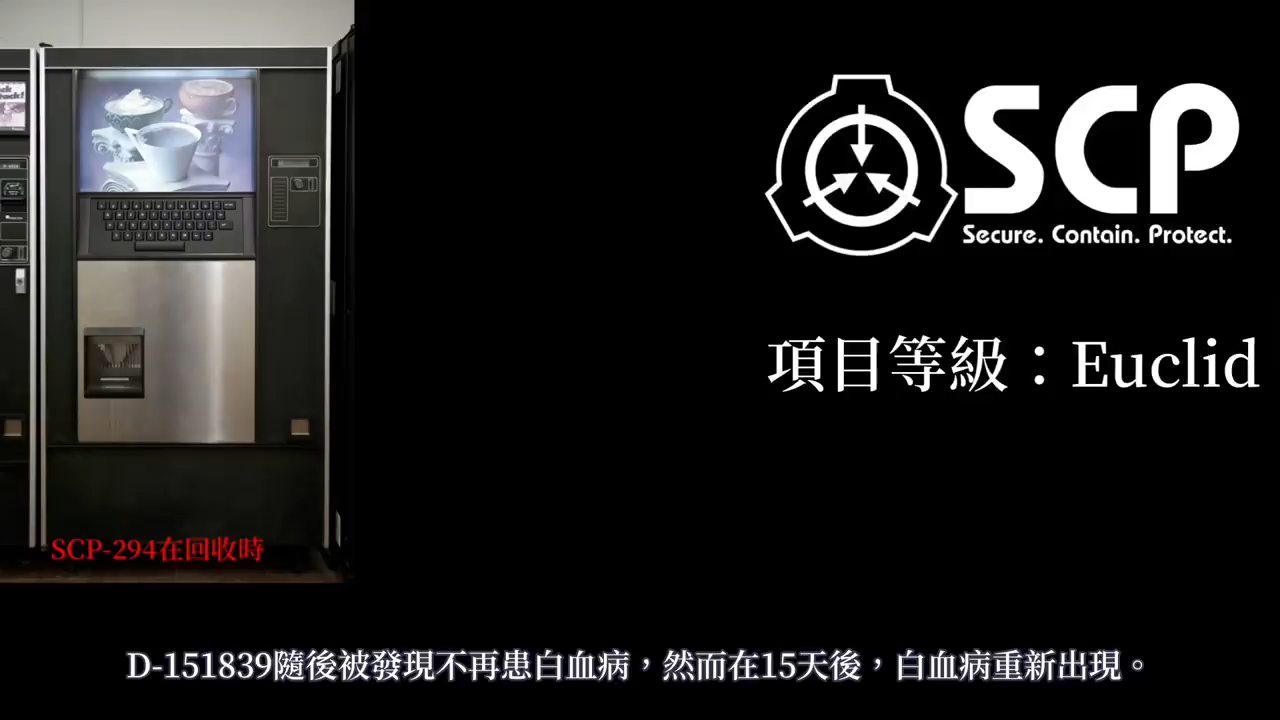 SCP
Secure. Contain. Protect.
項目等級：Euclid
SCP-294在回收時
D-151839隨後被發現不再患白血病，然而在15天後，白血病重新出現。